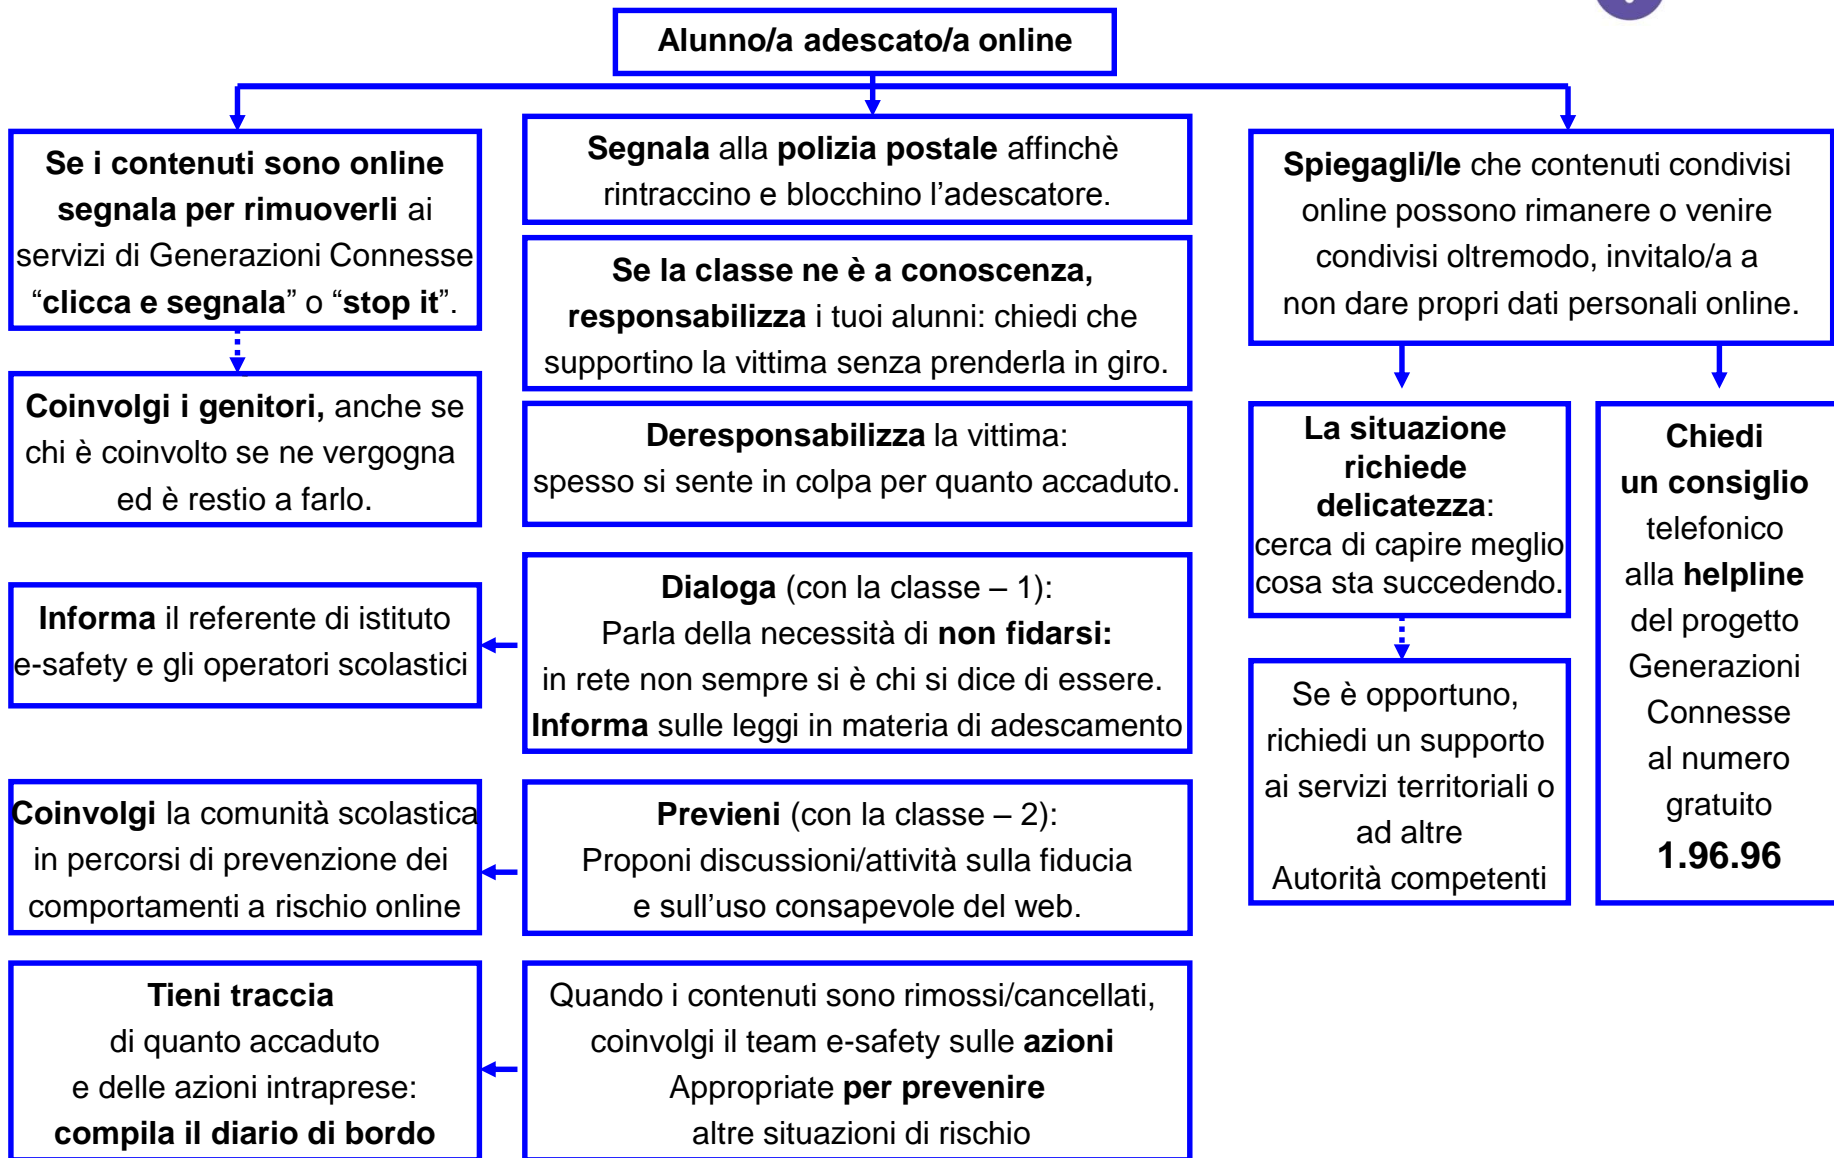 Alunno/a adescato/a online
Se i contenuti sono online
segnala per rimuoverli ai
servizi di Generazioni Connesse
“clicca e segnala” o “stop it”.
Coinvolgi i genitori, anche se
chi è coinvolto se ne vergogna
ed è restio a farlo.
Segnala alla polizia postale affinchè
rintraccino e blocchino l’adescatore.
Se la classe ne è a conoscenza,
responsabilizza i tuoi alunni: chiedi che
supportino la vittima senza prenderla in giro.
Deresponsabilizza la vittima:
spesso si sente in colpa per quanto accaduto.
Spiegagli/le che contenuti condivisi
online possono rimanere o venire
condivisi oltremodo, invitalo/a a
non dare propri dati personali online.
La situazione
richiede
delicatezza:
cerca di capire meglio
cosa sta succedendo.
Se è opportuno,
richiedi un supporto
ai servizi territoriali o
ad altre
Autorità competenti
Chiedi
un consiglio
telefonico
alla helpline
del progetto
Generazioni
Connesse
al numero
gratuito
1.96.96
Dialoga (con la classe – 1):
Parla della necessità di non fidarsi:
in rete non sempre si è chi si dice di essere.
Informa sulle leggi in materia di adescamento
Informa il referente di istituto
e-safety e gli operatori scolastici
Previeni (con la classe – 2):
Proponi discussioni/attività sulla fiducia
e sull’uso consapevole del web.
Coinvolgi la comunità scolastica
in percorsi di prevenzione dei
comportamenti a rischio online
Quando i contenuti sono rimossi/cancellati,
coinvolgi il team e-safety sulle azioni
Appropriate per prevenire
altre situazioni di rischio
Tieni traccia
di quanto accaduto
e delle azioni intraprese:
compila il diario di bordo